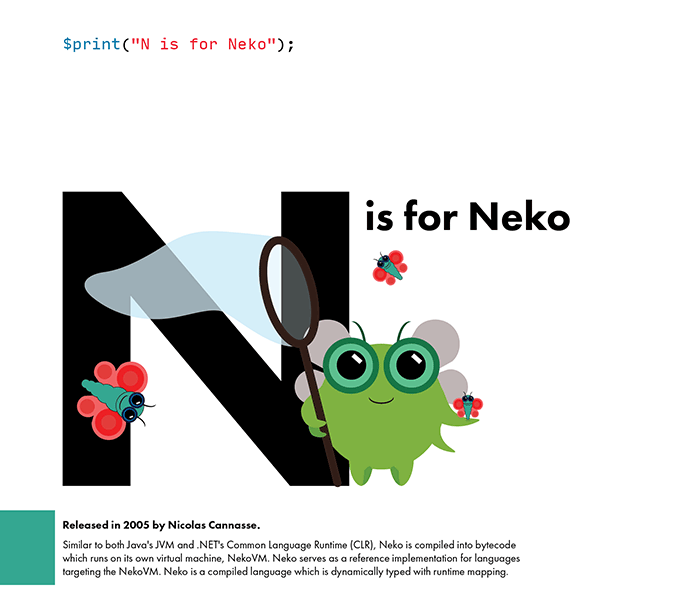 $print("N is for Neko");
N is for Neko
Released in 2005 by Nicolas Cannasse.
Similar to both Java's JVM and .NET's Common Language Runtime (CLR), Neko is compiled into bytecode
which runs on its own virtual machine, NekoVM. Neko serves as a reference implementation for languages
targeting the NekoVM. Neko is a compiled language which is dynamically typed with runtime mapping.